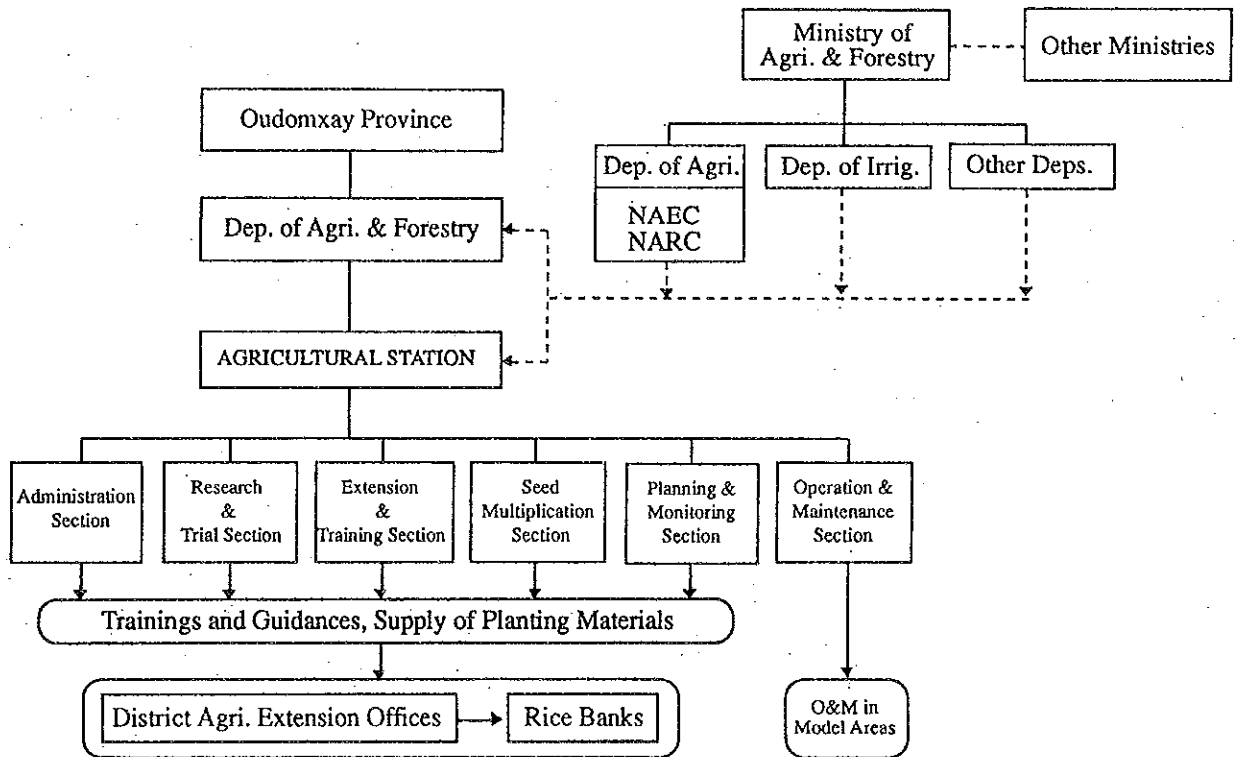 Ministry of
Agri. & Forestry
Other Ministries
Oudomxay Province
Dep. of Agri.
Dep. of Irrig.
Other Deps.
NAEC
NARC
Dep. of Agri. & Forestry
AGRICULTURAL STATION
Administration
Section
Research
&
Trial Section
Extension
&
Training Section
Seed
Multiplication
Section
Planning &
Monitoring
Section
Operation &
Maintenance
Section
Trainings and Guidances, Supply of Planting Materials
District Agri. Extension Offices
Rice Banks
O&M in
Model Areas